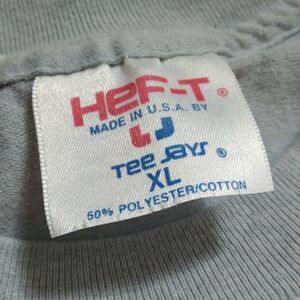 HeF-T®
MADE IN U.S.A. BY
Tee Jays®
XL
50% POLYESTER/COTTON